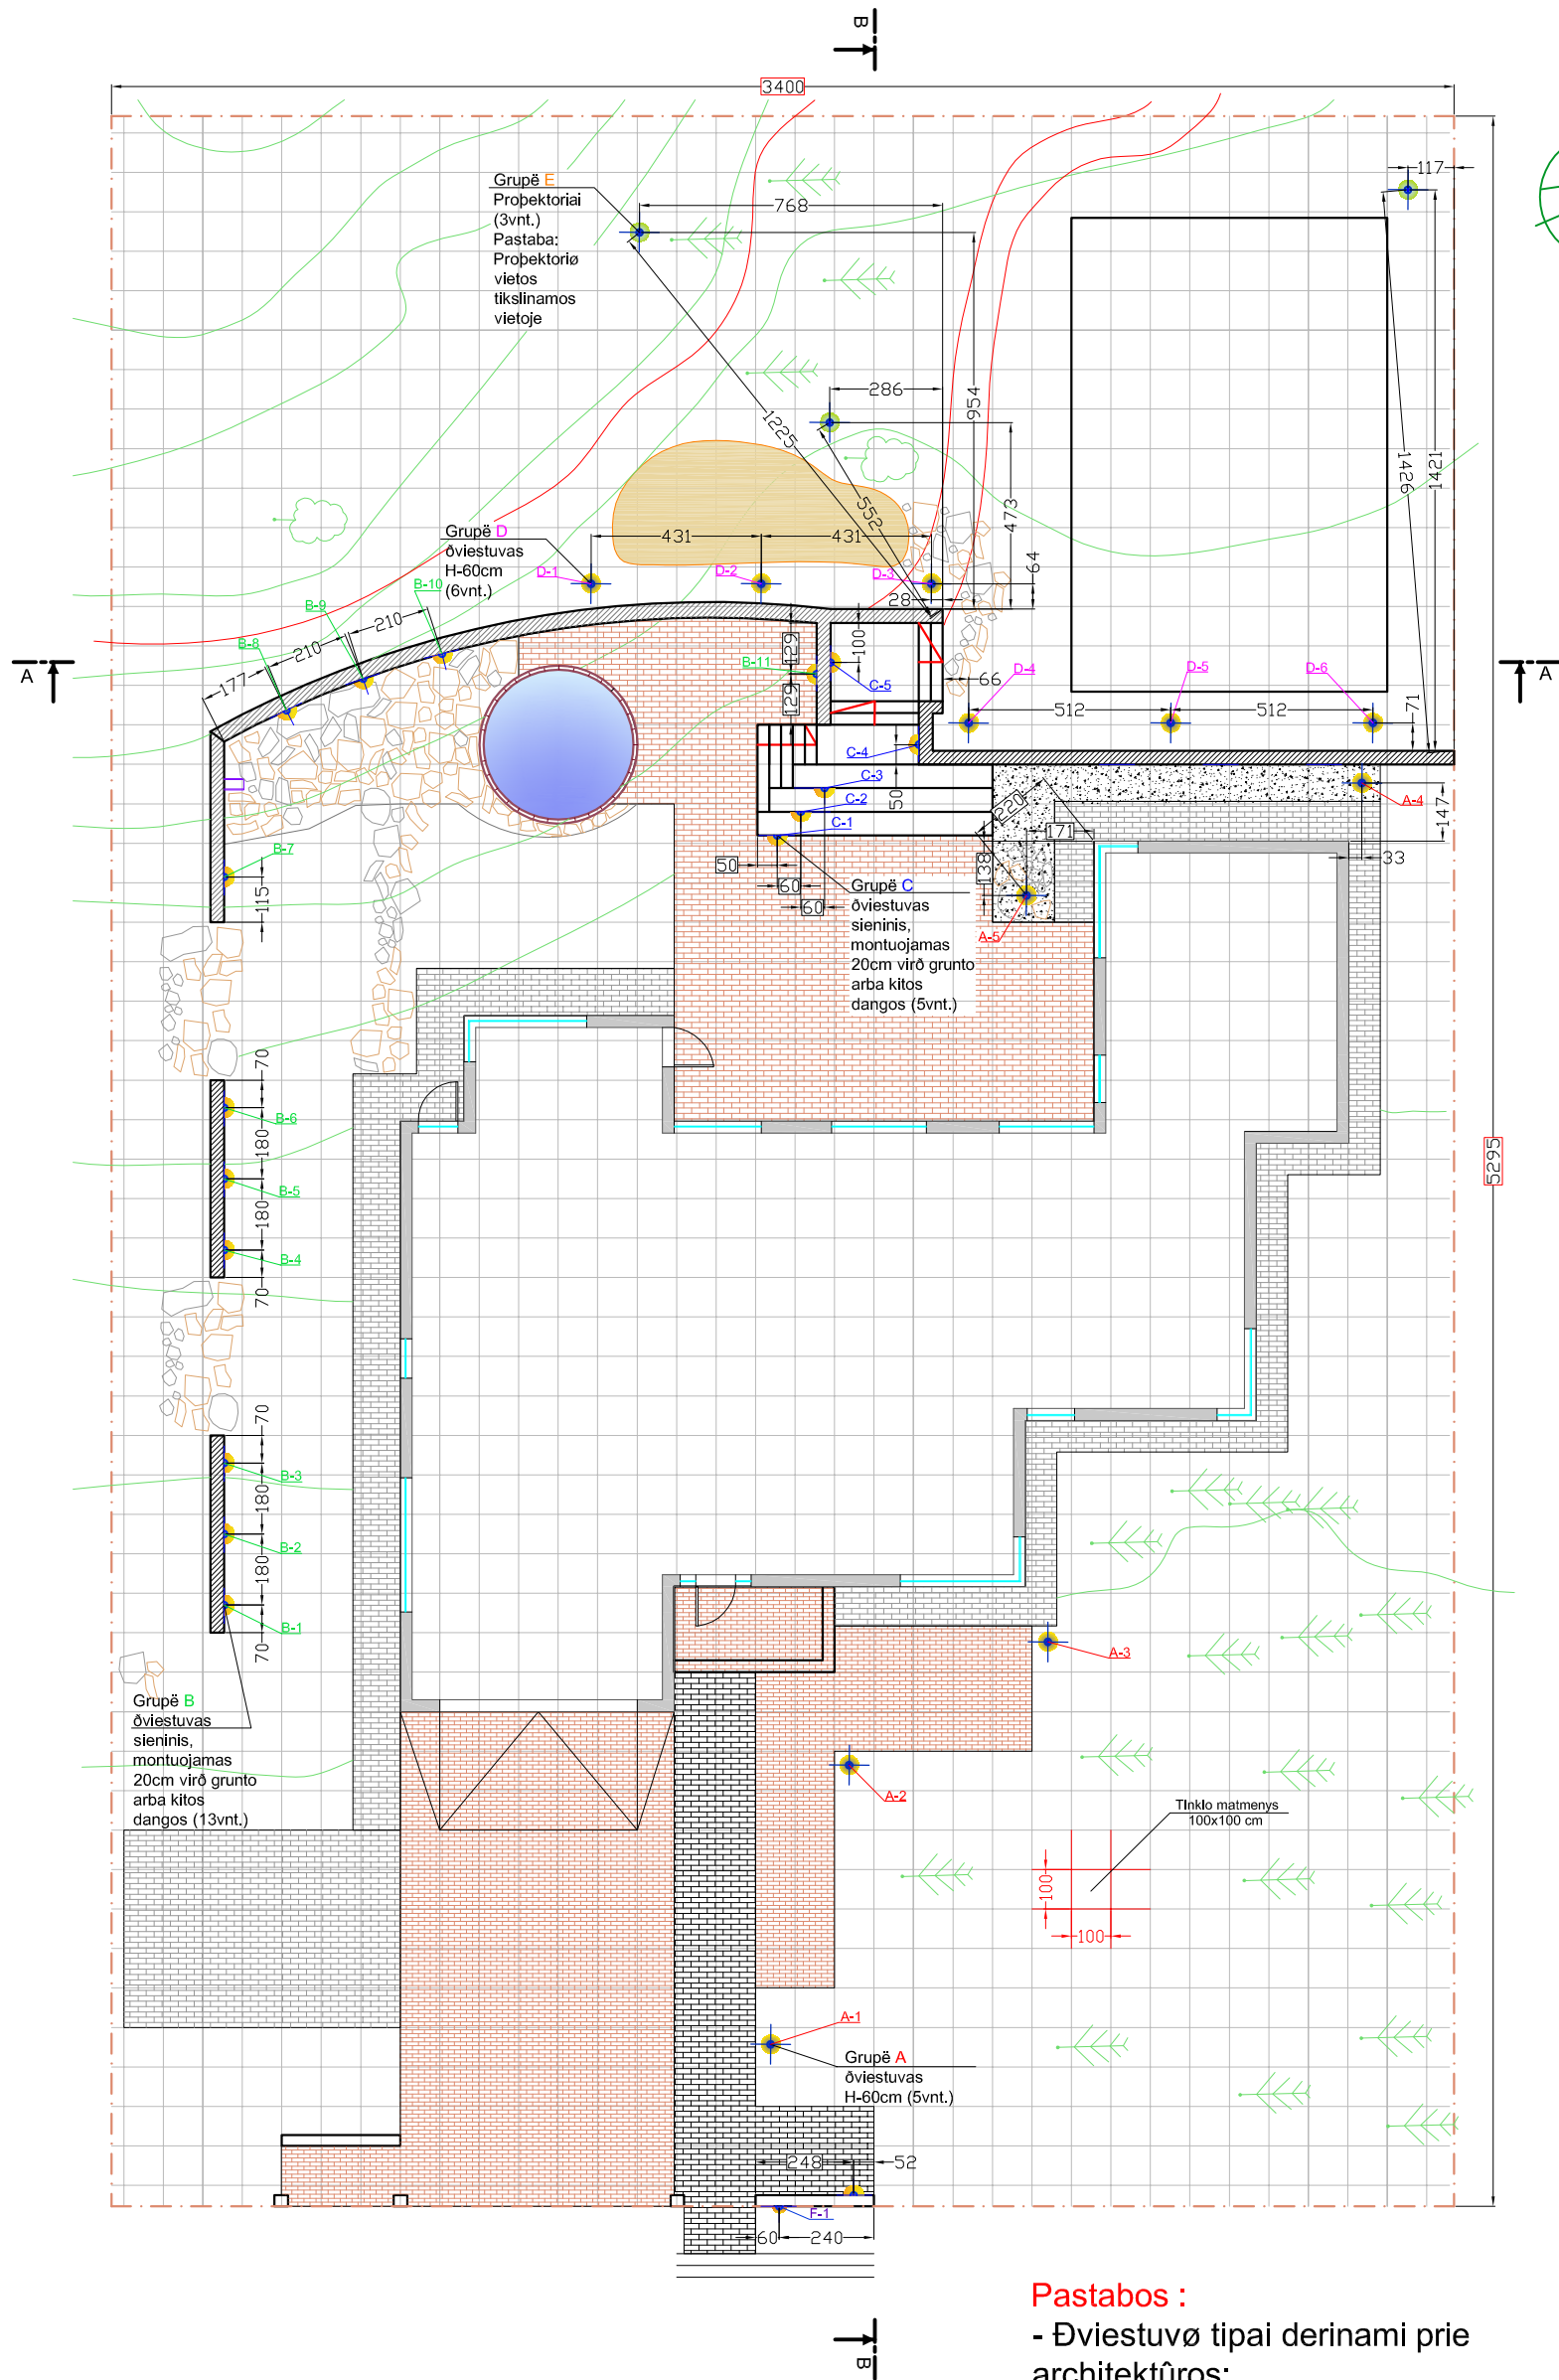 B
3400
117
Grupë E
Proþektoriai
(3vnt.)
Pastaba:
Proþektoriø
vietos
tikslinamos
vietoje
768
954
286
1225
552
473
1426
1421
Grupë D
ðviestuvas
H-60cm
(6vnt.)
431
431
D-1
D-2
D-3
64
28
B-10
B-9
B-8
210
210
177
129
100
B-11
129
C-5
66
D-4
D-5
D-6
512
512
71
A
A
C-4
C-3
C-2
C-1
50
220
171
138
A-4
147
33
B-7
115
50
60
60
Grupë C
ðviestuvas
sieninis,
montuojamas
20cm virð grunto
arba kitos
dangos (5vnt.)
A-5
70
B-6
180
B-5
180
B-4
70
5295
70
B-3
180
B-2
180
B-1
70
A-3
Grupë B
ðviestuvas
sieninis,
montuojamas
20cm virð grunto
arba kitos
dangos (13vnt.)
A-2
TInklo matmenys
100x100 cm
100
100
A-1
Grupë A
ðviestuvas
H-60cm (5vnt.)
248
52
F-1
60
240
Pastabos :
- Ðviestuvø tipai derinami prie
architektûros;
B